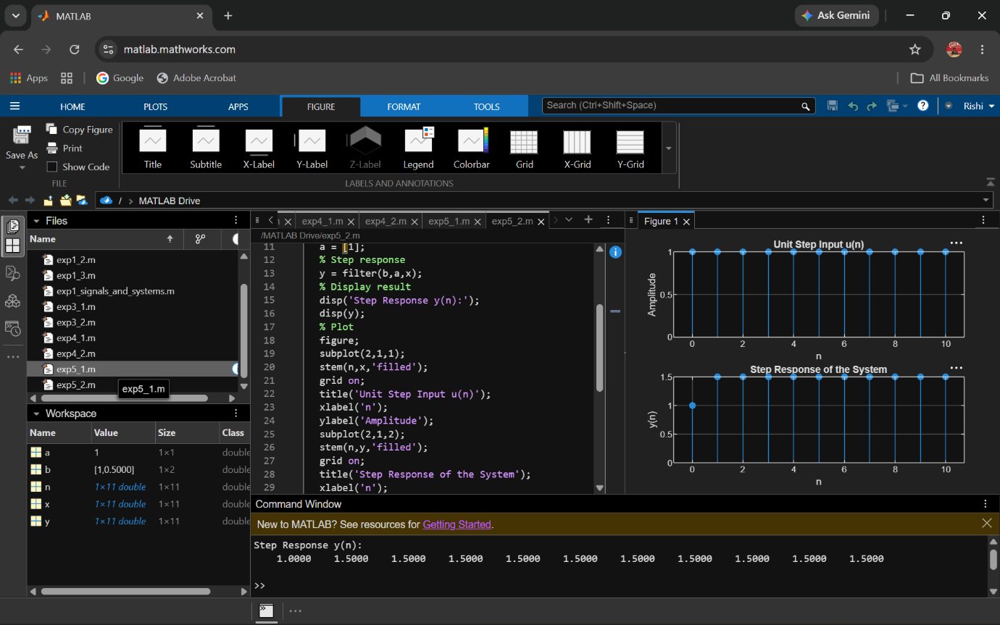 MATLAB
Ask Gemini
matlab.mathworks.com
Apps
Google
Adobe Acrobat
All Bookmarks
HOME
PLOTS
APPS
FIGURE
FORMAT
TOOLS
Search (Ctrl+Shift+Space)
Rishi
Save As
Copy Figure
Print
Show Code
FILE
Title
Subtitle
X-Label
Y-Label
Z-Label
Legend
Colorbar
Grid
X-Grid
Y-Grid
LABELS AND ANNOTATIONS
/ > MATLAB Drive
Files
Name
exp1_2.m
exp1_3.m
exp1_signals_and_systems.m
exp3_1.m
exp3_2.m
exp4_1.m
exp4_2.m
exp5_1.m
exp5_2.m
exp5_1.m
Workspace
Name Value Size Class
a 1 1×1 double
b [1,0.5000] 1×2 double
n 1×11 double 1×11 double
x 1×11 double 1×11 double
y 1×11 double 1×11 double
exp4_1.m
exp4_2.m
exp5_1.m
exp5_2.m
/MATLAB Drive/exp5_2.m
11 a = [1];
12 % Step response
13 y = filter(b,a,x);
14 % Display result
15 disp('Step Response y(n):');
16 disp(y);
17 % Plot
18 figure;
19 subplot(2,1,1);
20 stem(n,x,'filled');
21 grid on;
22 title('Unit Step Input u(n)');
23 xlabel('n');
24 ylabel('Amplitude');
25 subplot(2,1,2);
26 stem(n,y,'filled');
27 grid on;
28 title('Step Response of the System');
29 xlabel('n');
Figure 1
Unit Step Input u(n)
Amplitude
1
0.5
0
0 2 4 6 8 10
n
Step Response of the System
y(n)
1.5
1
0.5
0
0 2 4 6 8 10
n
Command Window
New to MATLAB? See resources for Getting Started.
Step Response y(n):
1.0000 1.5000 1.5000 1.5000 1.5000 1.5000 1.5000 1.5000 1.5000 1.5000 1.5000
>>